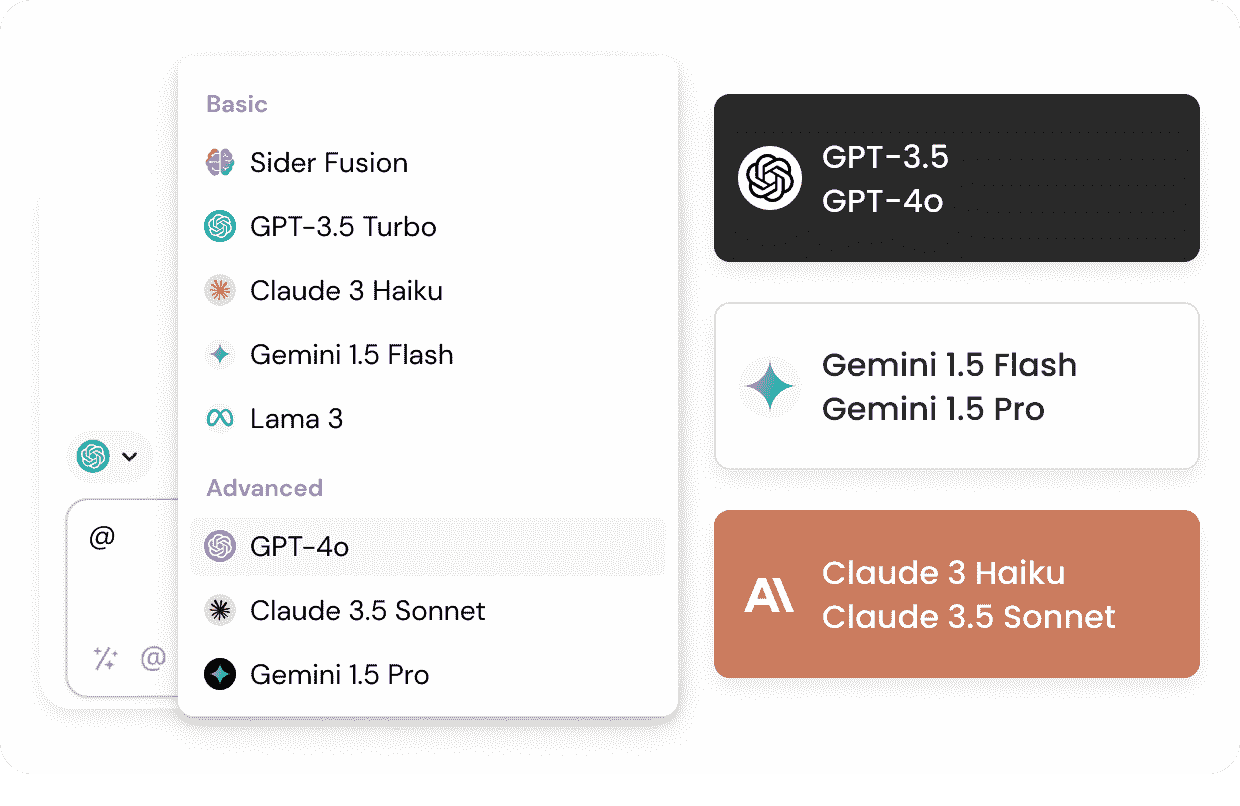 Basic
Sider Fusion
GPT-3.5 Turbo
Claude 3 Haiku
Gemini 1.5 Flash
Lama 3
Advanced
GPT-4o
Claude 3.5 Sonnet
Gemini 1.5 Pro
@
@
GPT-3.5
GPT-4o
Gemini 1.5 Flash
Gemini 1.5 Pro
A\
Claude 3 Haiku
Claude 3.5 Sonnet